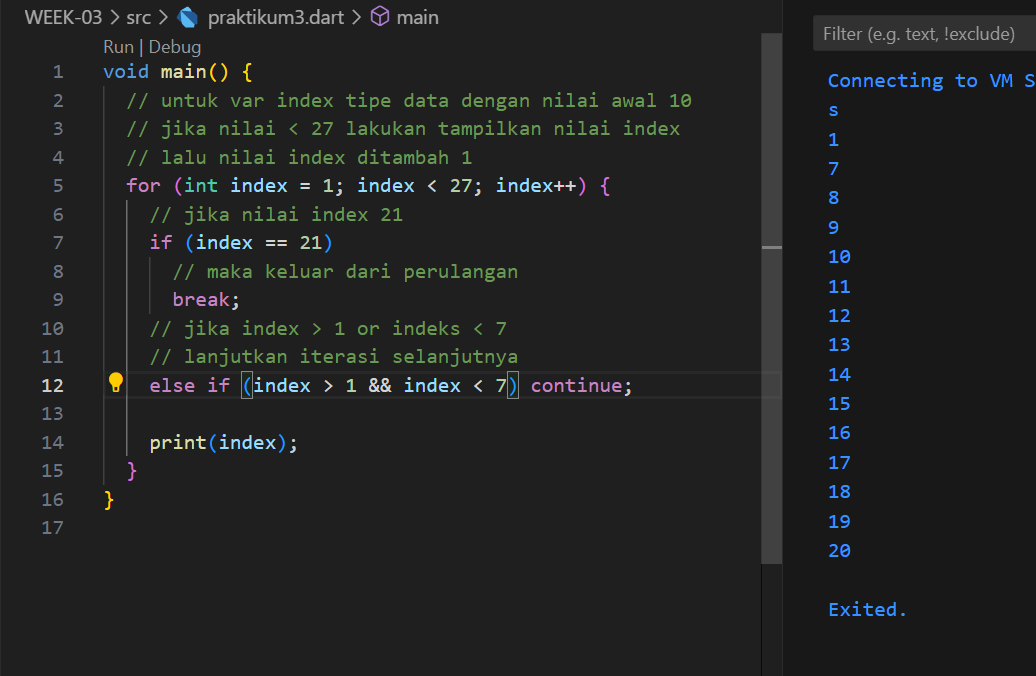 WEEK-03 > src > praktikum3.dart > main
Run | Debug
1 void main() {
2 // untuk var index tipe data dengan nilai awal 10
3 // jika nilai < 27 lakukan tampilkan nilai index
4 // lalu nilai index ditambah 1
5 for (int index = 1; index < 27; index++) {
6 // jika nilai index 21
7 if (index == 21)
8 // maka keluar dari perulangan
9 break;
10 // jika index > 1 or indeks < 7
11 // lanjutkan iterasi selanjutnya
12 else if (index > 1 && index < 7) continue;
13
14 print(index);
15 }
16 }
17
Filter (e.g. text, !exclude)
Connecting to VM S
s
1
7
8
9
10
11
12
13
14
15
16
17
18
19
20
Exited.